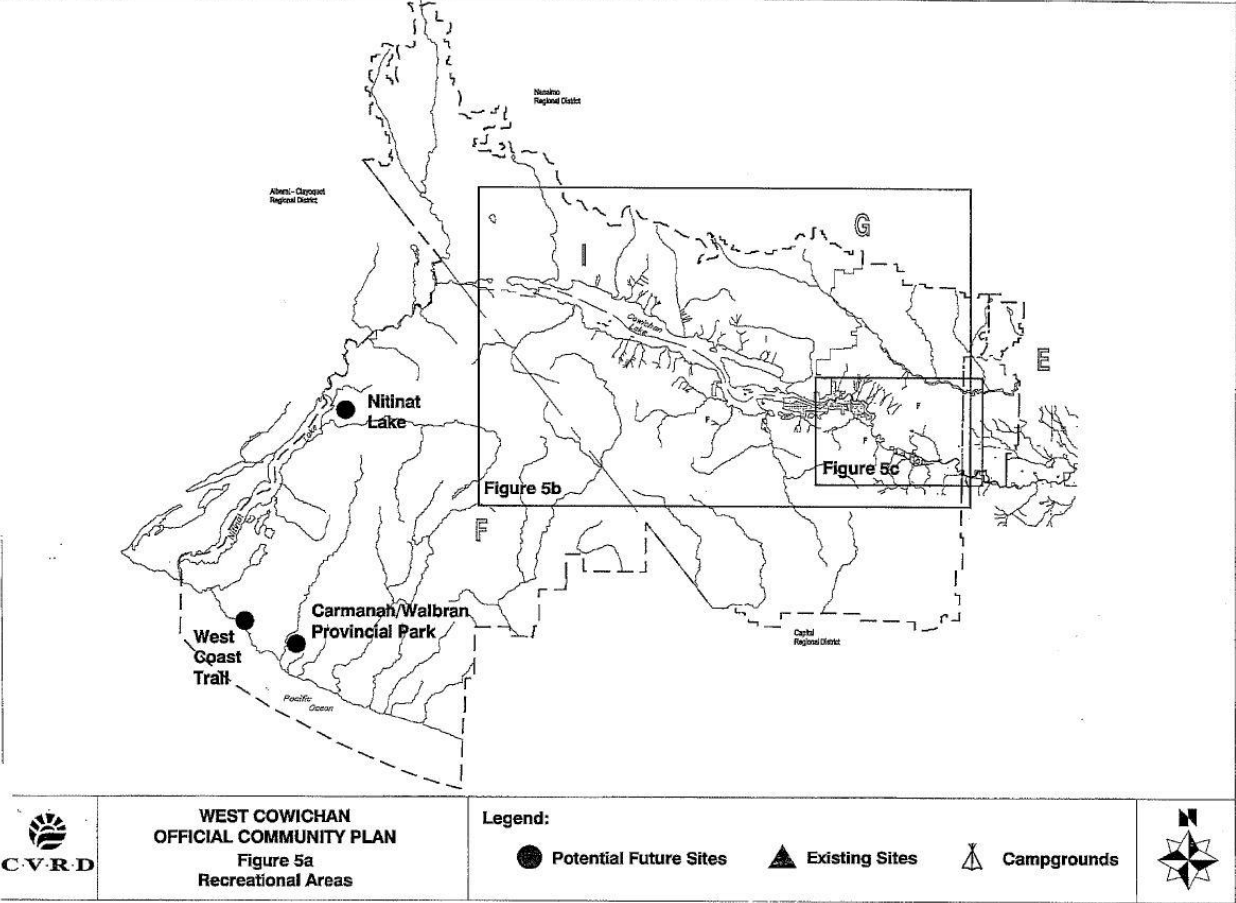 Nanaimo
Regional District
Alberni-Clayoquot
Regional District
G
I
Cowichan
Lake
E
Nitinat
Lake
Lake
F
F
F
Figure 5c
Figure 5b
F
Nitinat
Carmanah/Walbran
Provincial Park
West
Coast
Trail
Capital
Regional District
Pacific
Ocean
C·V·R·D
WEST COWICHAN
OFFICIAL COMMUNITY PLAN
Figure 5a
Recreational Areas
Legend:
Potential Future Sites
Existing Sites
Campgrounds
N